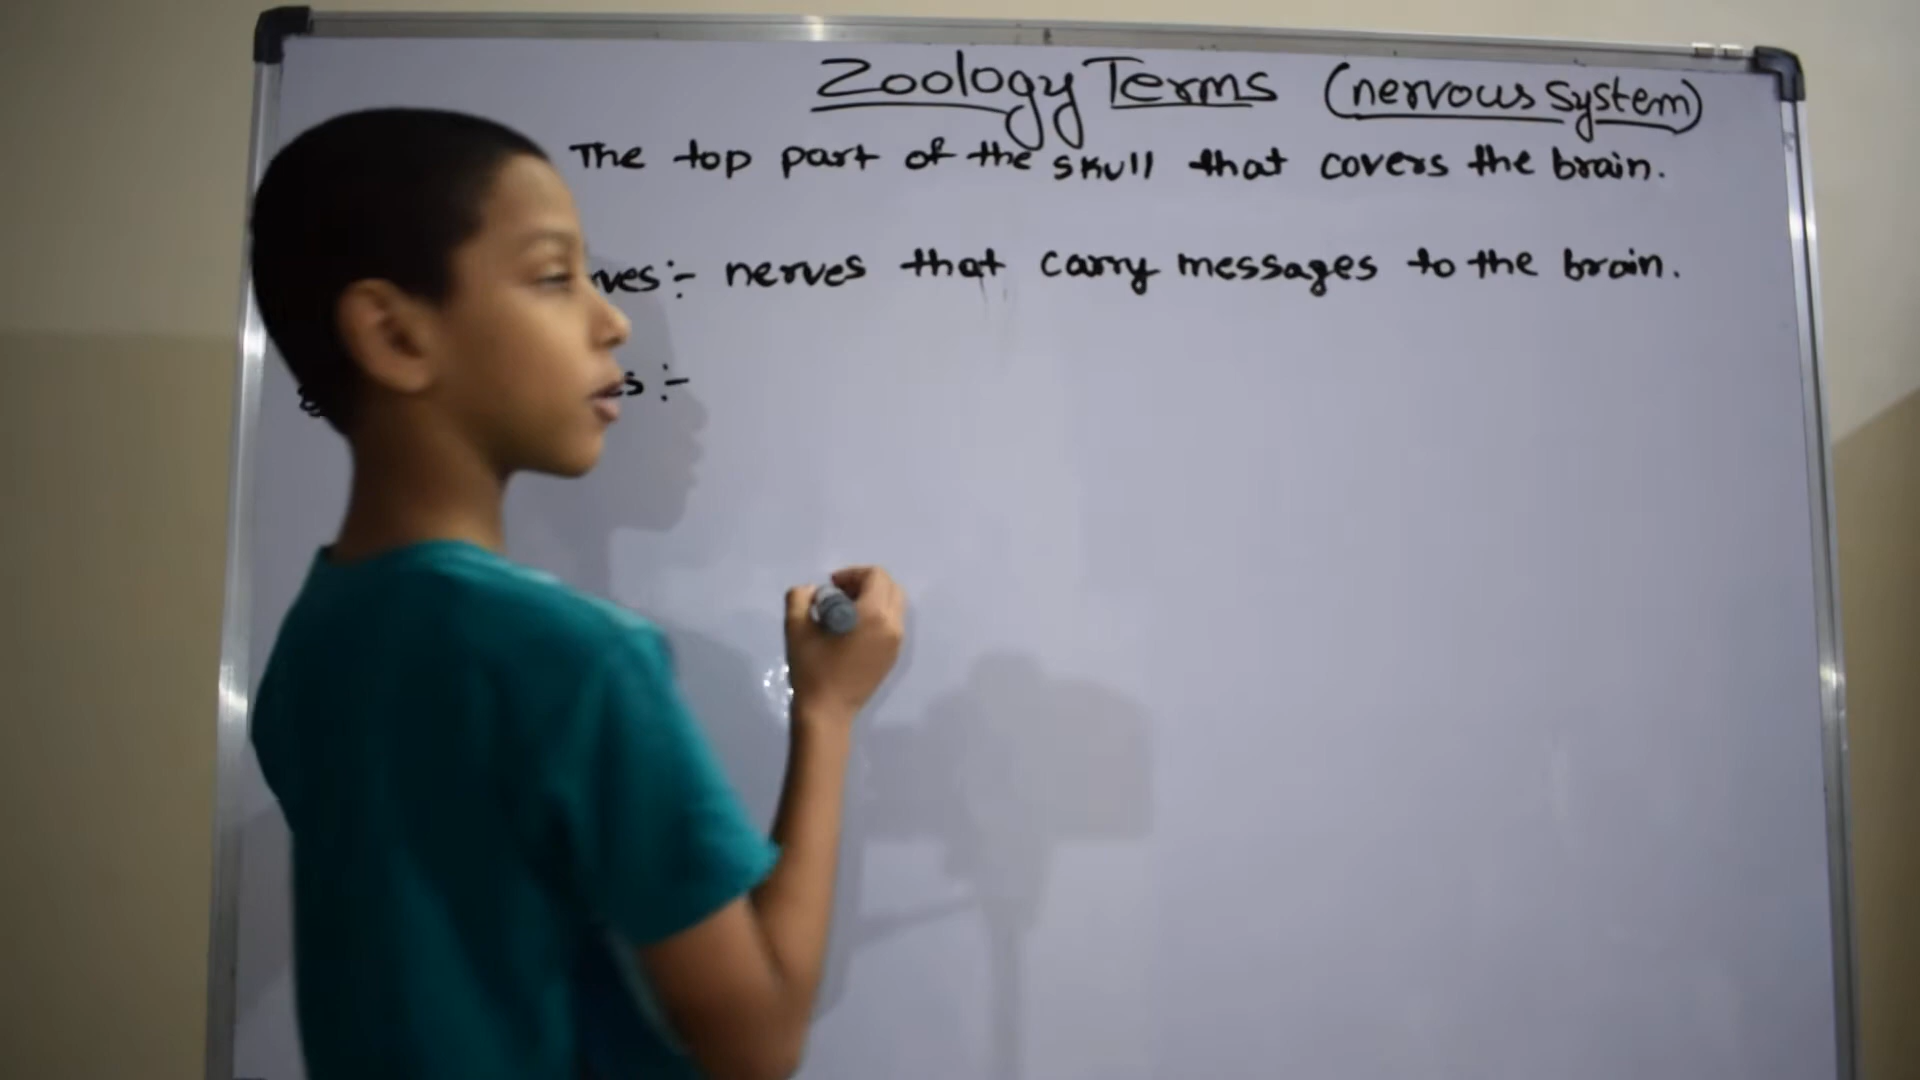 Zoology Terms (nervous system)
The top part of the skull that covers the brain.
ves:- nerves that carry messages to the brain.
s :-